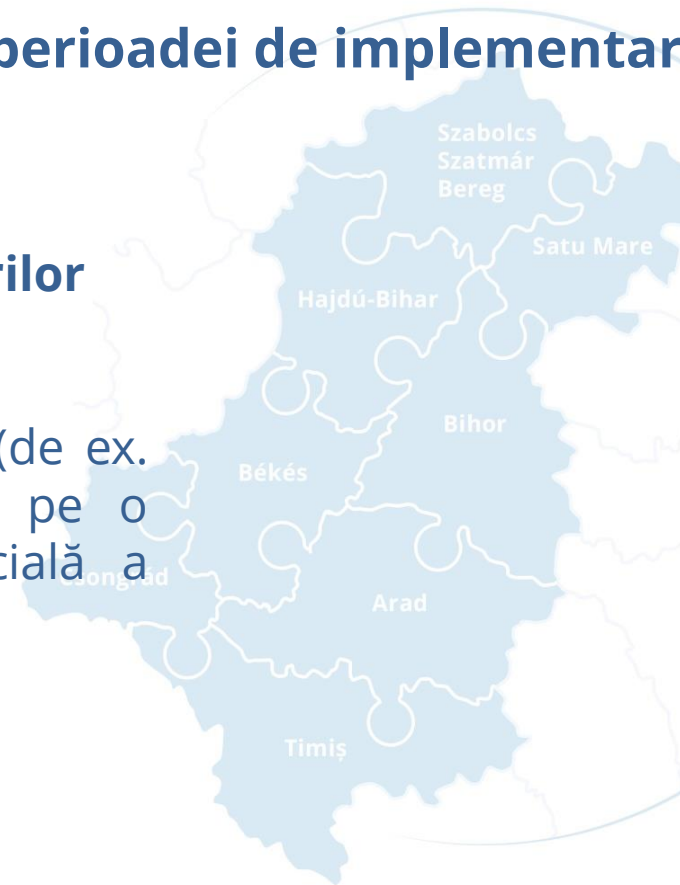 perioadei de implementar
rilor
(de ex.
pe o
cială a
Szabolcs
Szatmár
Bereg
Satu Mare
Hajdú-Bihar
Bihor
Békés
Csongrád
Arad
Timiș